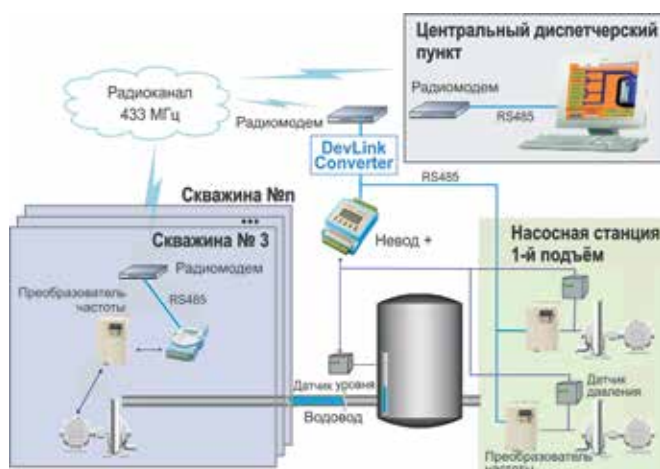 Центральный диспетчерский
пункт
Радиомодем
RS485
Радиоканал
433 МГц
Радиомодем
DevLink
Converter
RS485
Невод +
Скважина №n
...
Скважина № 3
Радиомодем
RS485
Преобразователь
частоты
Датчик уровня
Водовод
Насосная станция
1-й подъём
Датчик
давления
Преобразователь
частоты